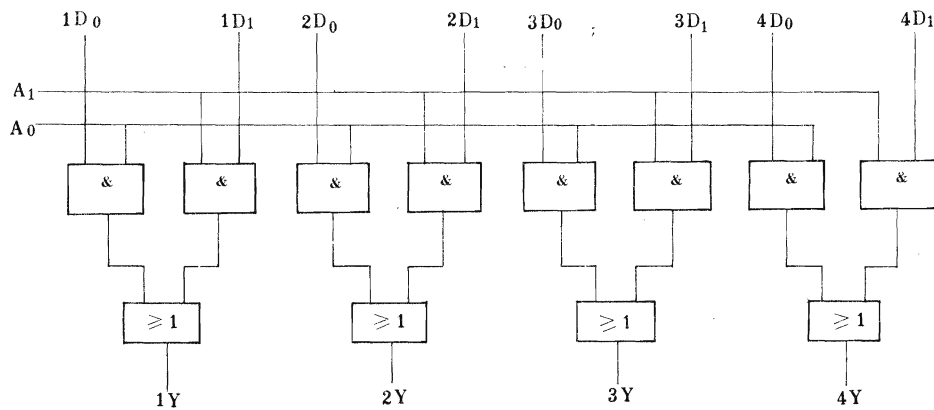 1D₀ 1D₁ 2D₀ 2D₁ 3D₀ 3D₁ 4D₀ 4D₁
A₁
A₀
& & & & & & & &
≥1 ≥1 ≥1 ≥1
1Y 2Y 3Y 4Y